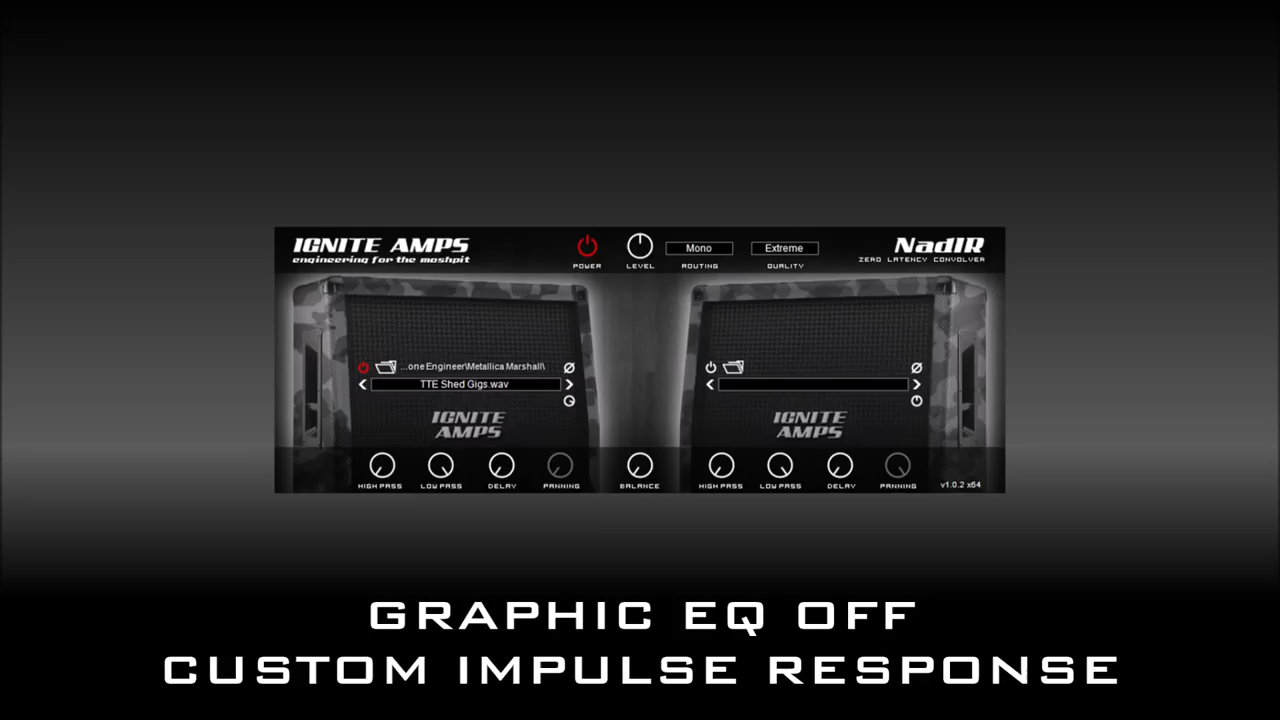 IGNITE AMPS
engineering for the moshpit
POWER
LEVEL
Mono
ROUTING
Extreme
QUALITY
NadIR
ZERO LATENCY CONVOLVER
...one Engineer\Metallica Marshall\
TTE Shed Gigs.wav
IGNITE
AMPS
IGNITE
AMPS
HIGH PASS
LOW PASS
DELAY
PANNING
BALANCE
HIGH PASS
LOW PASS
DELAY
PANNING
v1.0.2 x64
GRAPHIC EQ OFF
CUSTOM IMPULSE RESPONSE